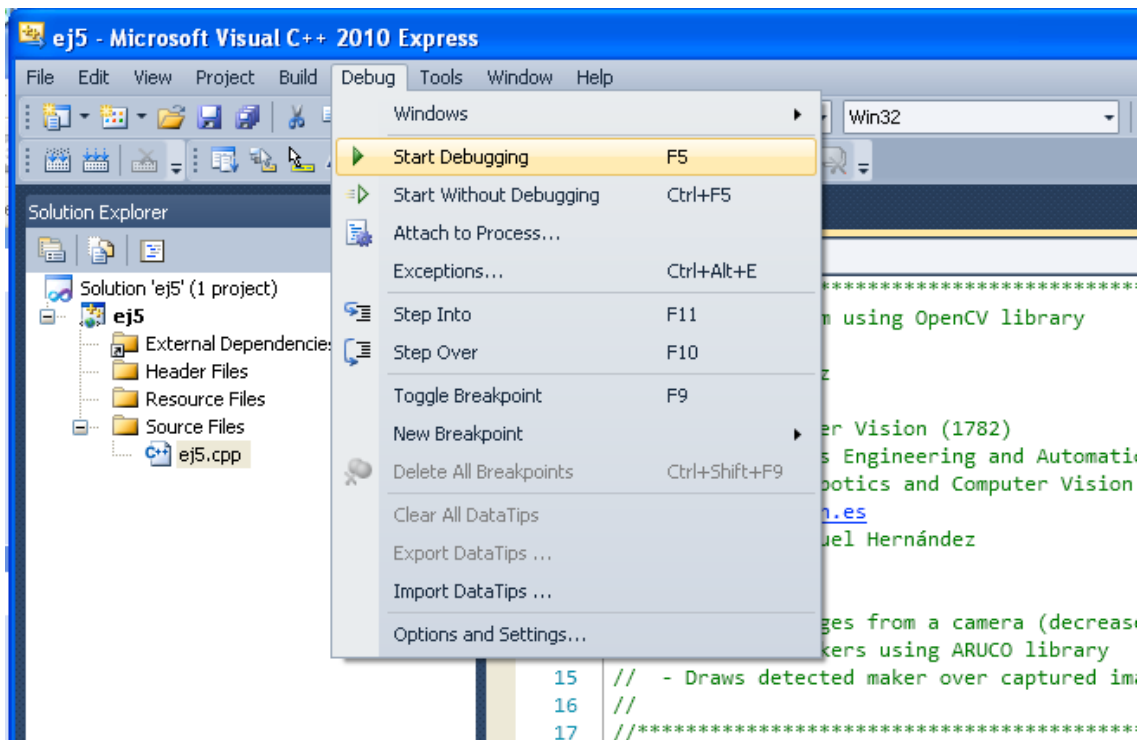 ej5 - Microsoft Visual C++ 2010 Express
File Edit View Project Build Debug Tools Window Help
Windows
Win32
Start Debugging F5
Start Without Debugging Ctrl+F5
Solution Explorer
Attach to Process...
Exceptions... Ctrl+Alt+E
Solution 'ej5' (1 project)
ej5
External Dependencies
Header Files
Resource Files
Source Files
ej5.cpp
Step Into F11
Step Over F10
Toggle Breakpoint F9
New Breakpoint
Delete All Breakpoints Ctrl+Shift+F9
Clear All DataTips
Export DataTips ...
Import DataTips ...
Options and Settings...
****************************
using OpenCV library
z
er Vision (1782)
s Engineering and Automati
botics and Computer Vision
n.es
uel Hernández
ges from a camera (decrease
kers using ARUCO library
15 // - Draws detected maker over captured ima
16 //
17 //******************************************